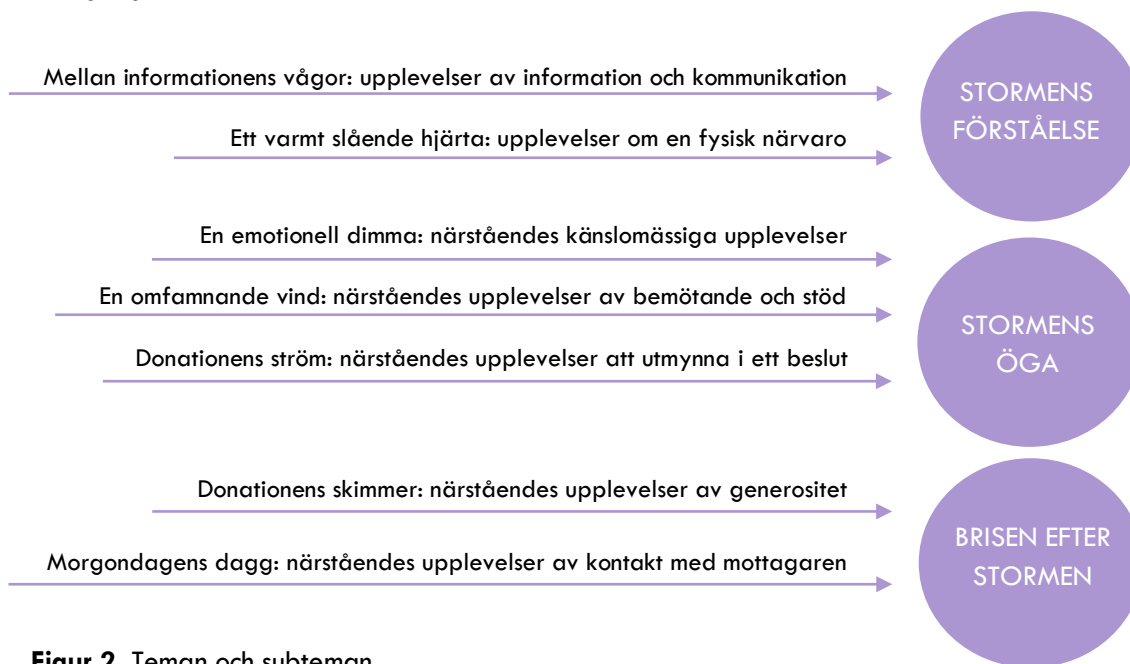 Mellan informationens vågor: upplevelser av information och kommunikation
Ett varmt slående hjärta: upplevelser om en fysisk närvaro
STORMENS
FÖRSTÅELSE
En emotionell dimma: närståendes känslomässiga upplevelser
En omfamnande vind: närståendes upplevelser av bemötande och stöd
Donationens ström: närståendes upplevelser att utmynna i ett beslut
STORMENS
ÖGA
Donationens skimmer: närståendes upplevelser av generositet
Morgondagens dagg: närståendes upplevelser av kontakt med mottagaren
BRISEN EFTER
STORMEN
Figur 2. Teman och subteman